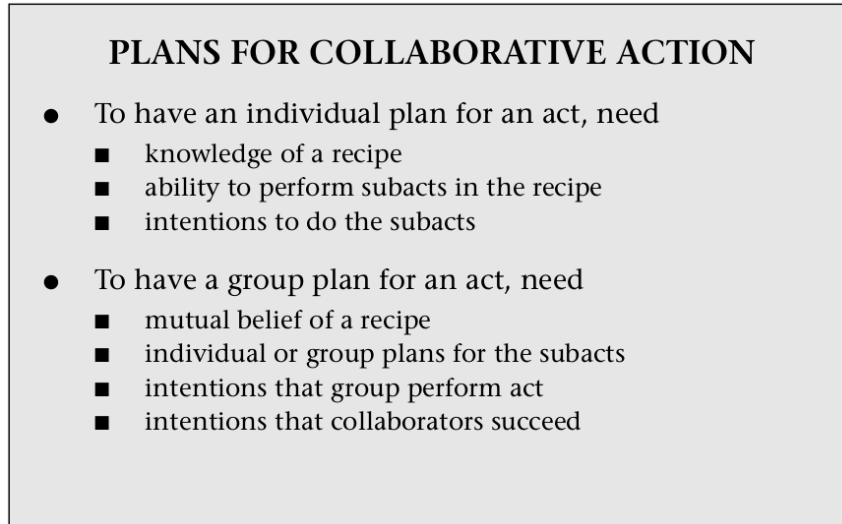 PLANS FOR COLLABORATIVE ACTION
● To have an individual plan for an act, need
■ knowledge of a recipe
■ ability to perform subacts in the recipe
■ intentions to do the subacts
● To have a group plan for an act, need
■ mutual belief of a recipe
■ individual or group plans for the subacts
■ intentions that group perform act
■ intentions that collaborators succeed